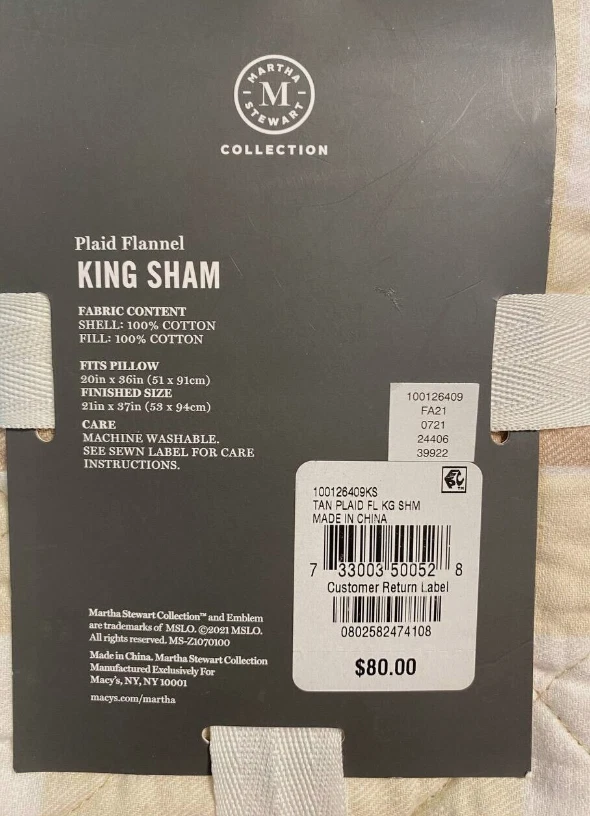 MARTHA
M
STEWART
COLLECTION
Plaid Flannel
KING SHAM
FABRIC CONTENT
SHELL: 100% COTTON
FILL: 100% COTTON
FITS PILLOW
20in x 36in (51 x 91cm)
FINISHED SIZE
21in x 37in (53 x 94cm)
CARE
MACHINE WASHABLE.
SEE SEWN LABEL FOR CARE
INSTRUCTIONS.
100126409
FA21
0721
24406
39922
100126409KS
TAN PLAID FL KG SHM
MADE IN CHINA
7 33003 50052 8
Customer Return Label
0802582474108
$80.00
Martha Stewart Collection™ and Emblem
are trademarks of MSLO. ©2021 MSLO.
All rights reserved. MS-Z1070100
Made in China. Martha Stewart Collection
Manufactured Exclusively For
Macy's, NY, NY 10001
macys.com/martha